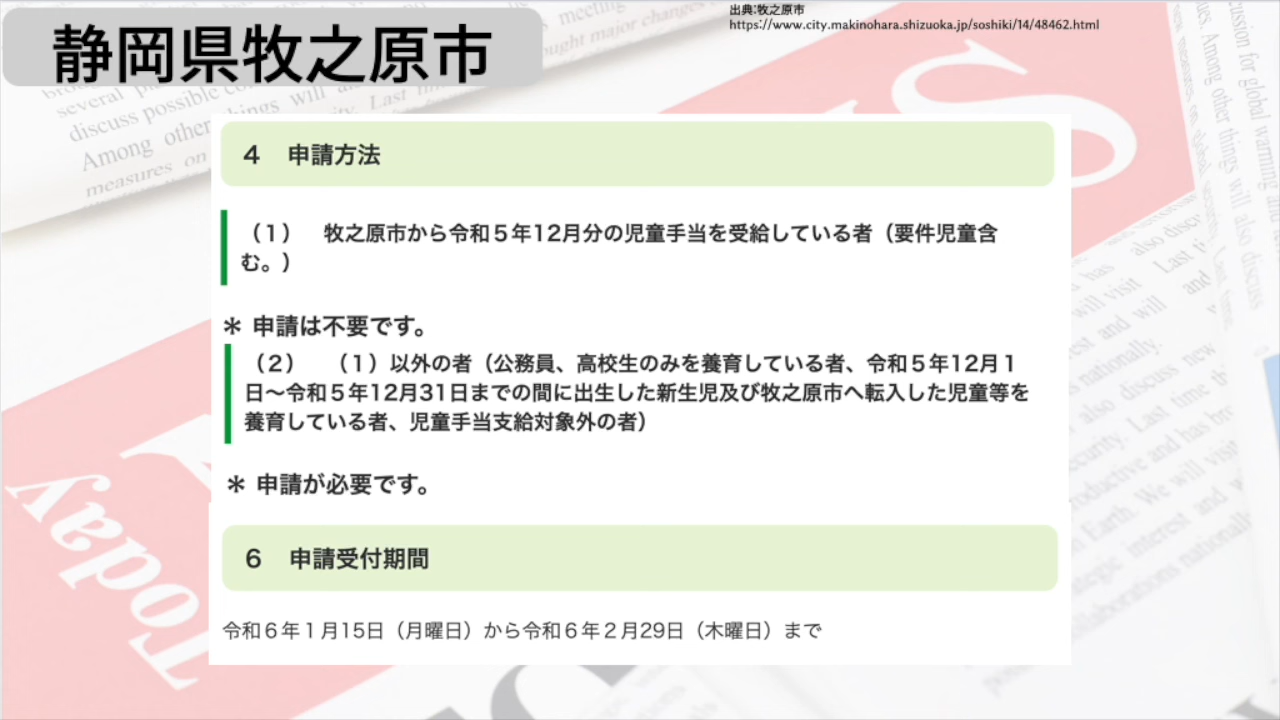 静岡県牧之原市
出典:牧之原市
https://www.city.makinohara.shizuoka.jp/soshiki/14/48462.html
4 申請方法
（1） 牧之原市から令和５年12月分の児童手当を受給している者（要件児童含
む。）
＊ 申請は不要です。
（2） （1）以外の者（公務員、高校生のみを養育している者、令和５年12月1
日〜令和５年12月31日までの間に出生した新生児及び牧之原市へ転入した児童等を
養育している者、児童手当支給対象外の者）
＊ 申請が必要です。
6 申請受付期間
令和６年１月15日（月曜日）から令和６年２月29日（木曜日）まで
several
discuss possible
Among other
measures on
Today